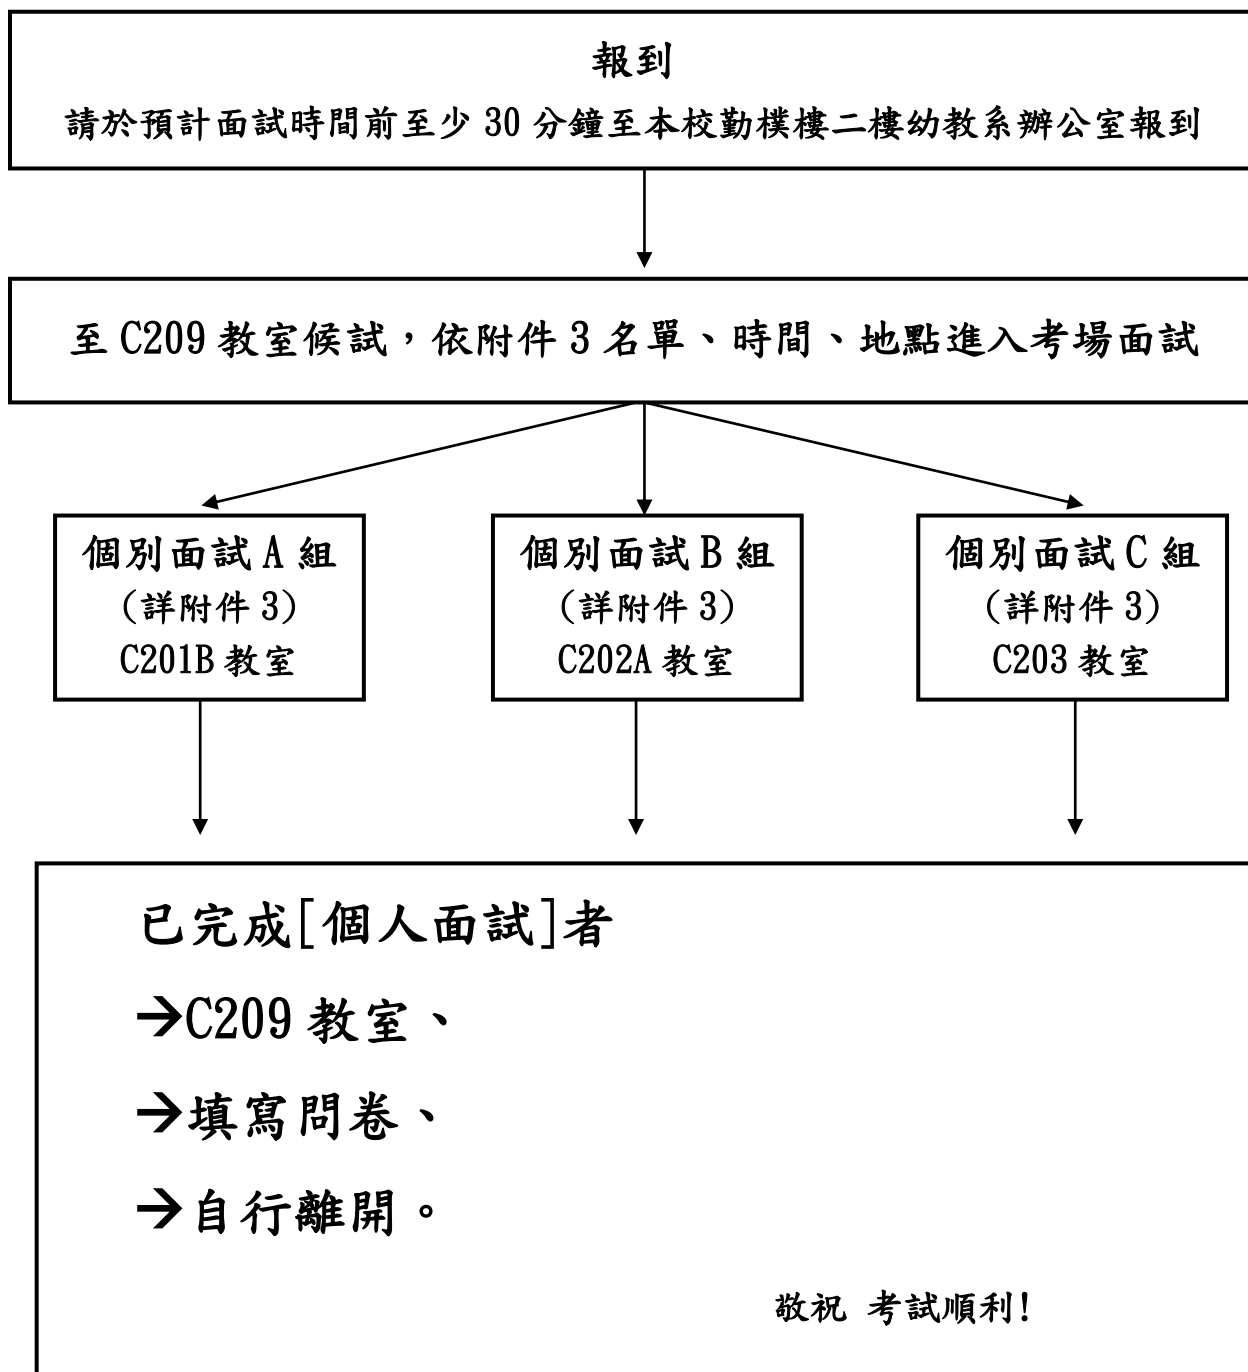 報到
請於預計面試時間前至少 30 分鐘至本校勤樸樓二樓幼教系辦公室報到
至 C209 教室候試，依附件 3 名單、時間、地點進入考場面試
個別面試 A 組
(詳附件 3)
C201B 教室
個別面試 B 組
(詳附件 3)
C202A 教室
個別面試 C 組
(詳附件 3)
C203 教室
已完成[個人面試]者
→C209 教室、
→填寫問卷、
→自行離開。
敬祝 考試順利!